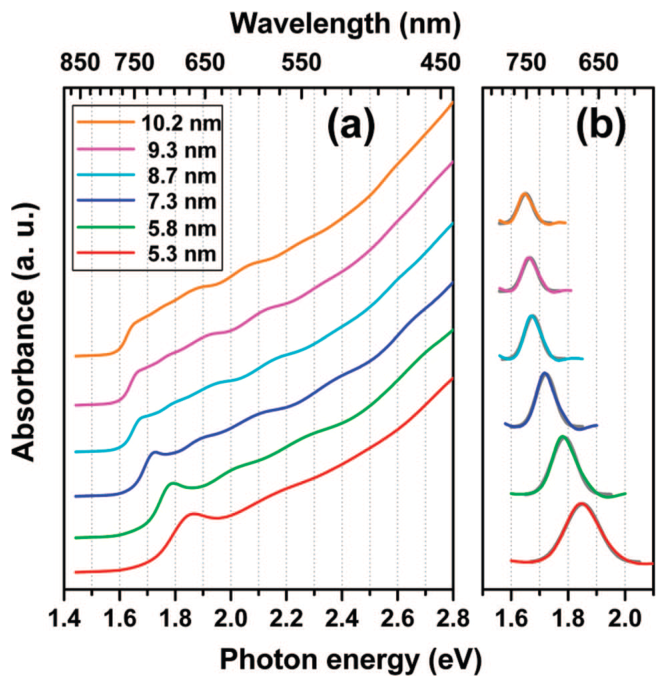 Wavelength (nm)
850 750 650 550 450
750 650
(a)
(b)
10.2 nm
9.3 nm
8.7 nm
7.3 nm
5.8 nm
5.3 nm
Absorbance (a. u.)
1.4 1.6 1.8 2.0 2.2 2.4 2.6 2.8
1.6 1.8 2.0
Photon energy (eV)